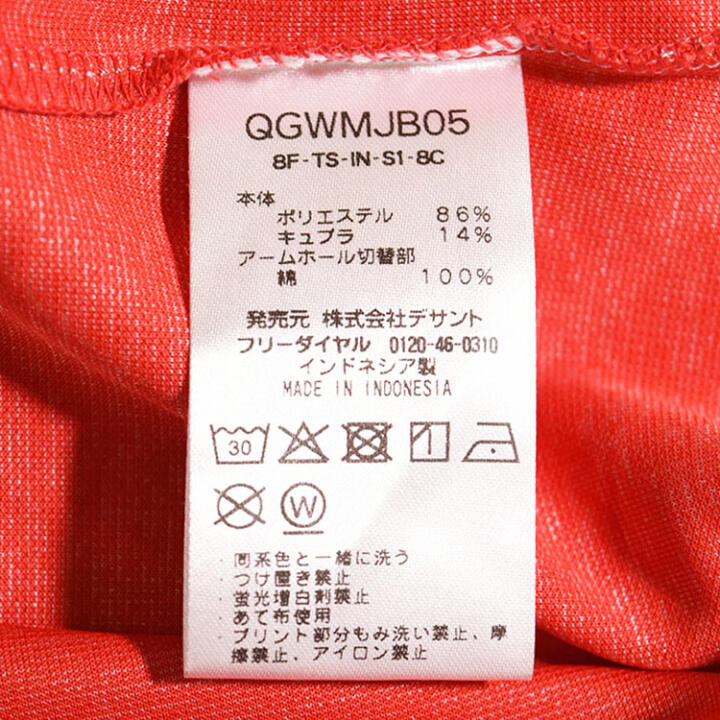 QGWMJB05
8F-TS-IN-S1-8C
本体
ポリエステル 86%
キュプラ 14%
アームホール切替部
綿 100%
発売元 株式会社デサント
フリーダイヤル 0120-46-0310
インドネシア製
MADE IN INDONESIA
30
W
・同系色と一緒に洗う
・つけ置き禁止
・蛍光増白剤禁止
・あて布使用
・プリント部分もみ洗い禁止、摩
擦禁止、アイロン禁止